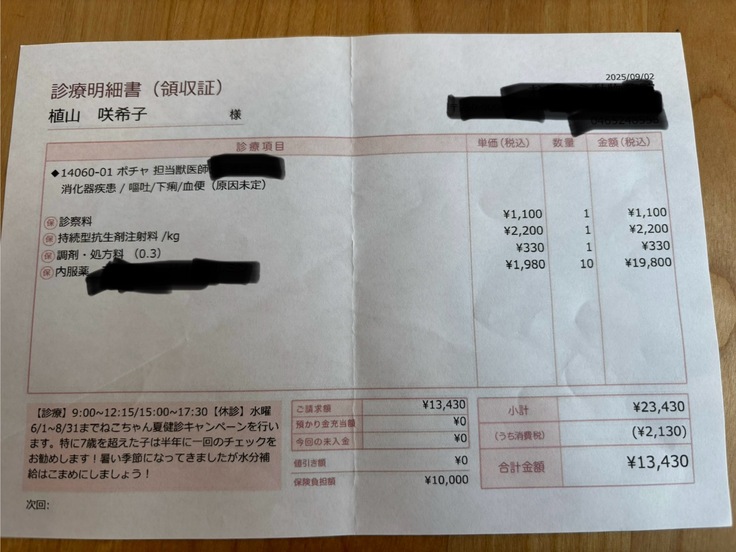 2025/09/02
診療明細書（領収証）
植山　咲希子　様
診療項目 単価(税込) 数量 金額(税込)
◆14060-01 ポチャ 担当獣医師
消化器疾患 / 嘔吐/下痢/血便（原因未定）
㊝診察料 ¥1,100 1 ¥1,100
保持続型抗生剤注射料 /kg ¥2,200 1 ¥2,200
保調剤・処方料 （0.3） ¥330 1 ¥330
保内服薬 ¥1,980 10 ¥19,800
【診療】9:00~12:15/15:00~17:30【休診】水曜
6/1~8/31までねこちゃん夏健診キャンペーンを行い
ます。特に7歳を超えた子は半年に一回のチェックを
お勧めします！暑い季節になってきましたが水分補
給はこまめにしましょう！
ご請求額 ¥13,430
預かり金充当額 ¥0
今回の未入金 ¥0
値引き額 ¥0
保険負担額 ¥10,000
小計 ¥23,430
(うち消費税) (¥2,130)
合計金額 ¥13,430
次回: